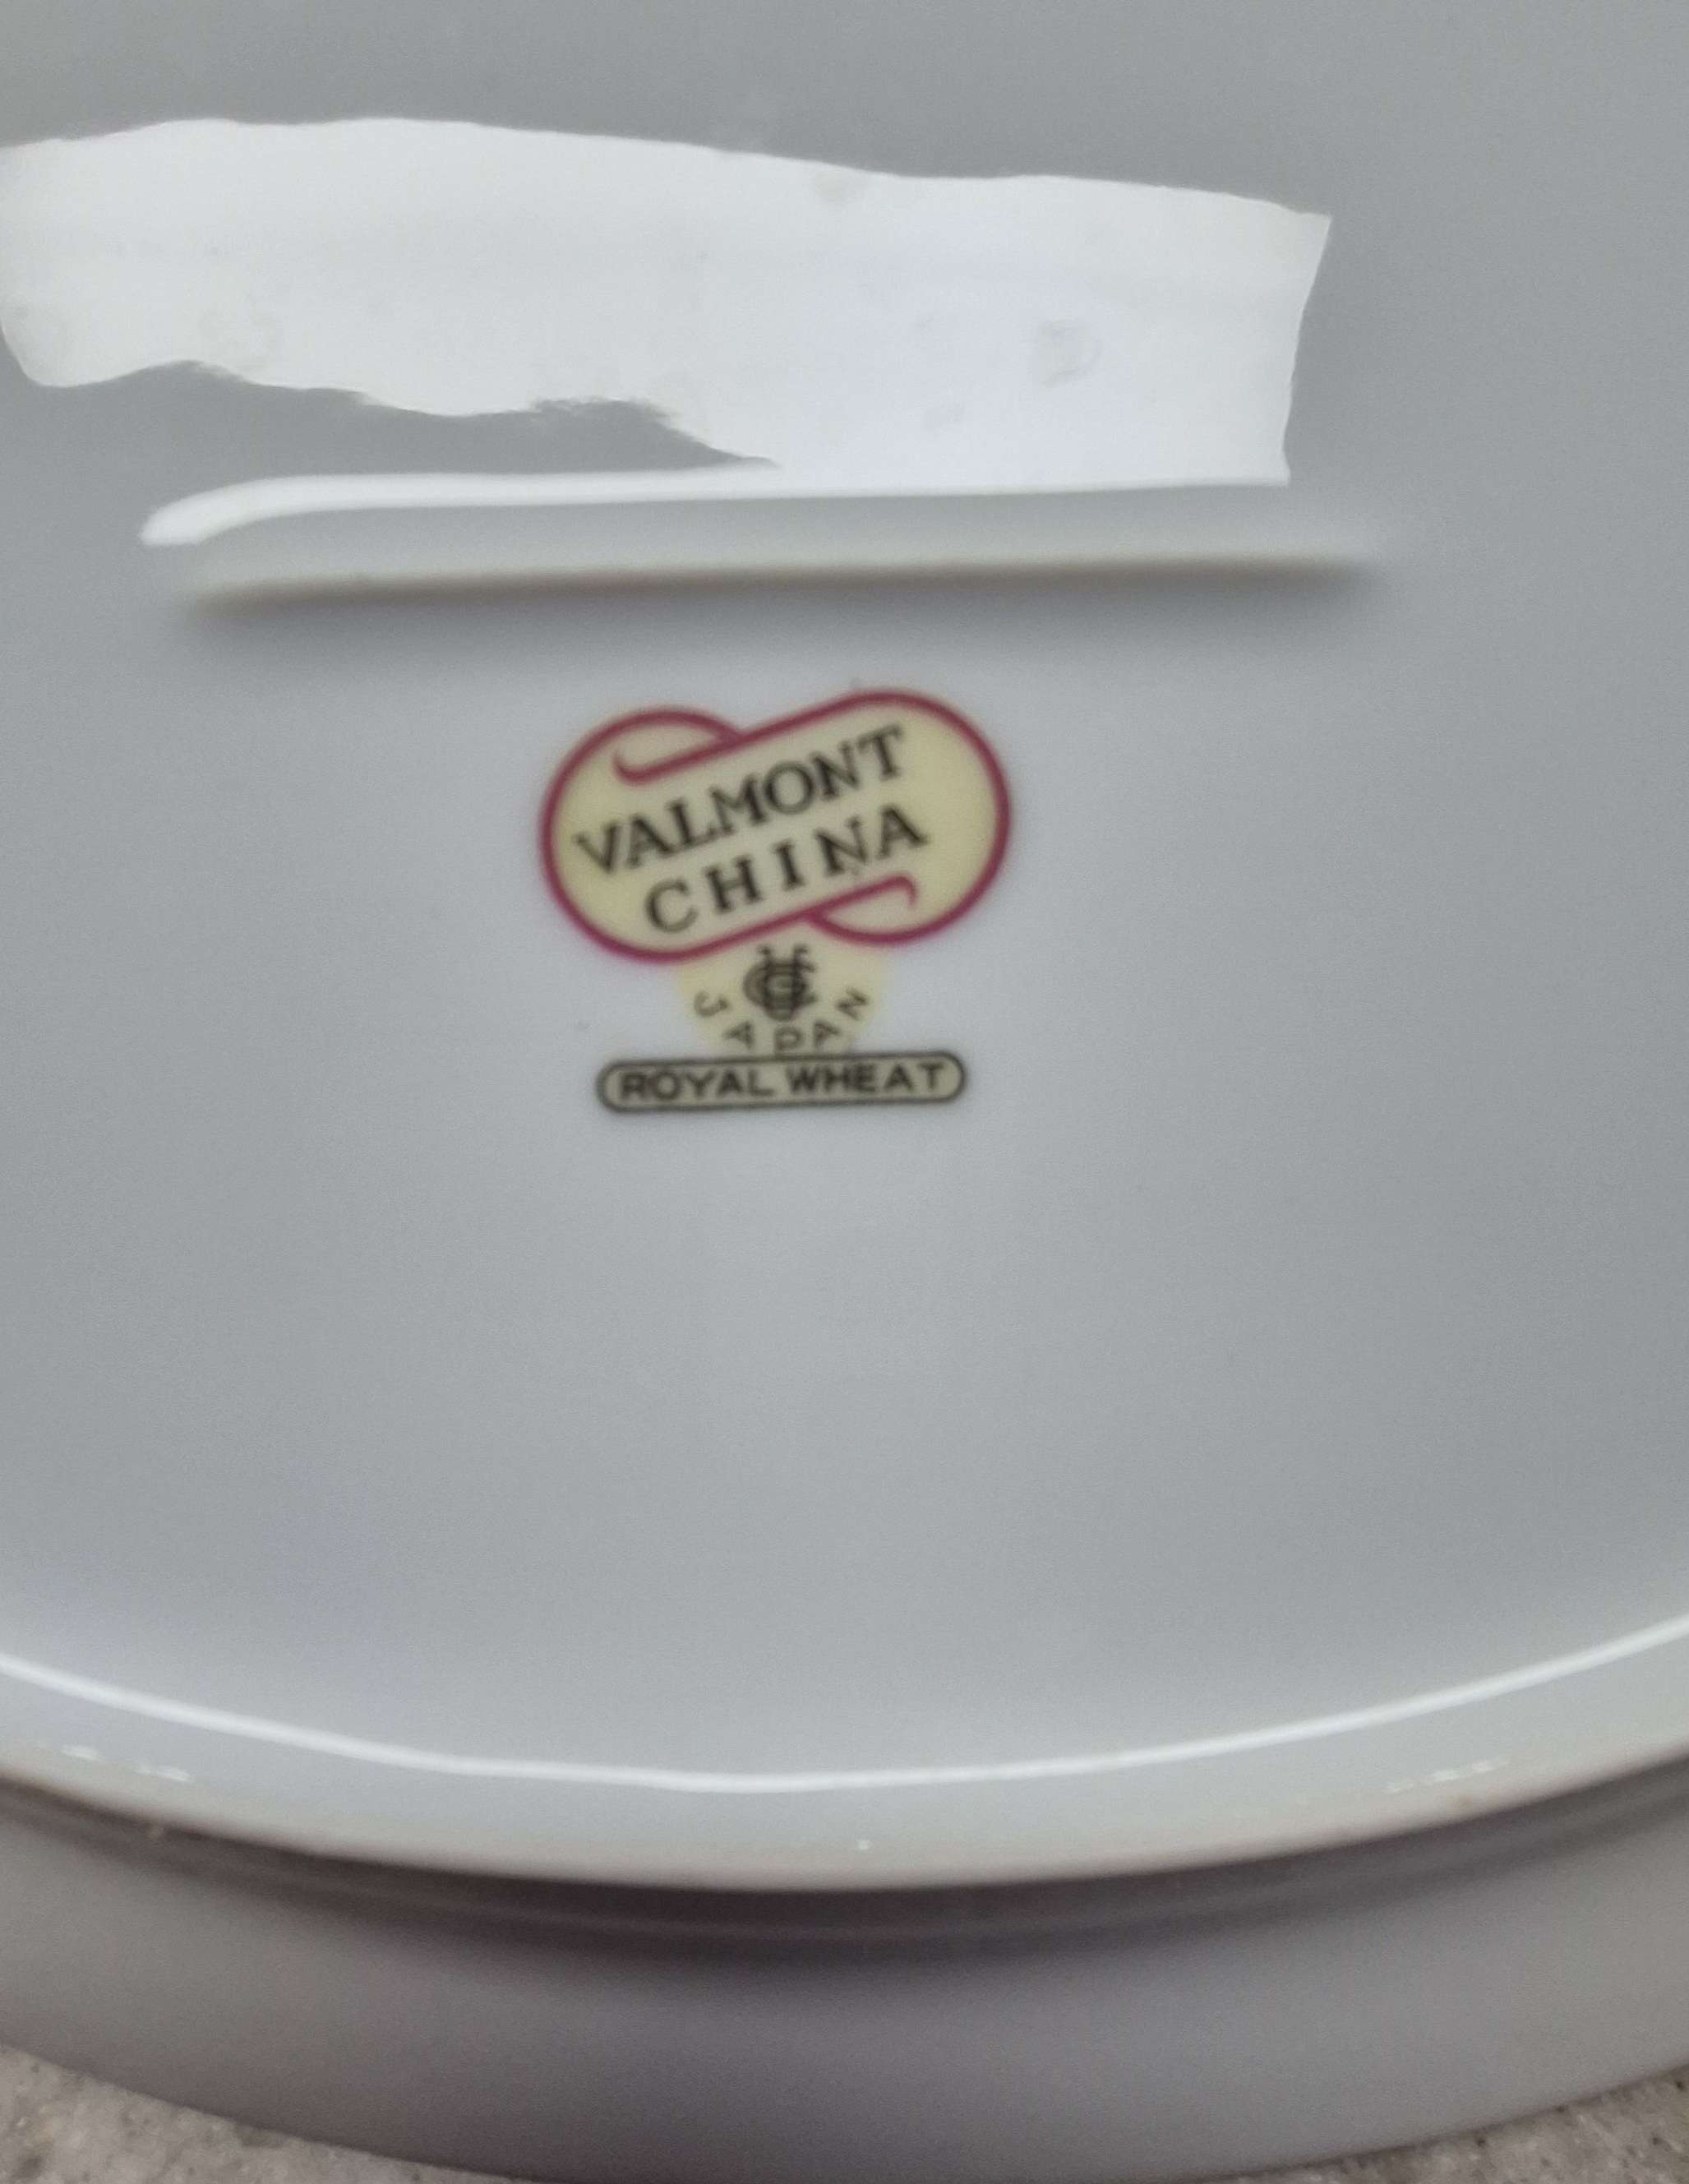 VALMONT
CHINA
JAPAN
ROYAL WHEAT